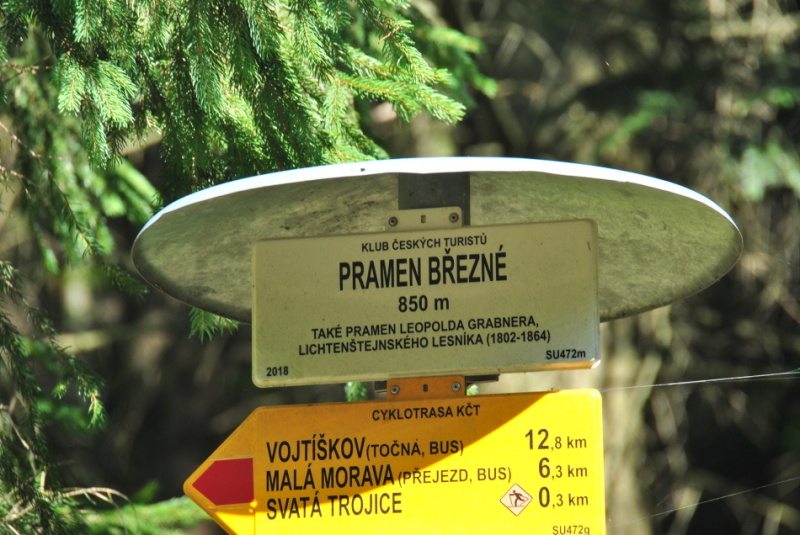 KLUB ČESKÝCH TURISTŮ
PRAMEN BŘEZNÉ
850 m
TAKÉ PRAMEN LEOPOLDA GRABNERA,
LICHTENŠTEJNSKÉHO LESNÍKA (1802-1864)
2018 SU472m
CYKLOTRASA KČT
VOJTÍŠKOV (TOČNÁ, BUS) 12,8 km
MALÁ MORAVA (PŘEJEZD, BUS) 6,3 km
SVATÁ TROJICE 0,3 km
SU472q